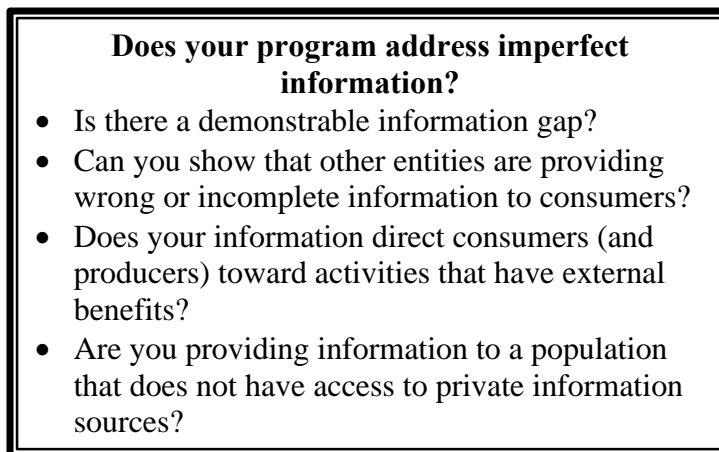 Does your program address imperfect
information?
• Is there a demonstrable information gap?
• Can you show that other entities are providing
wrong or incomplete information to consumers?
• Does your information direct consumers (and
producers) toward activities that have external
benefits?
• Are you providing information to a population
that does not have access to private information
sources?